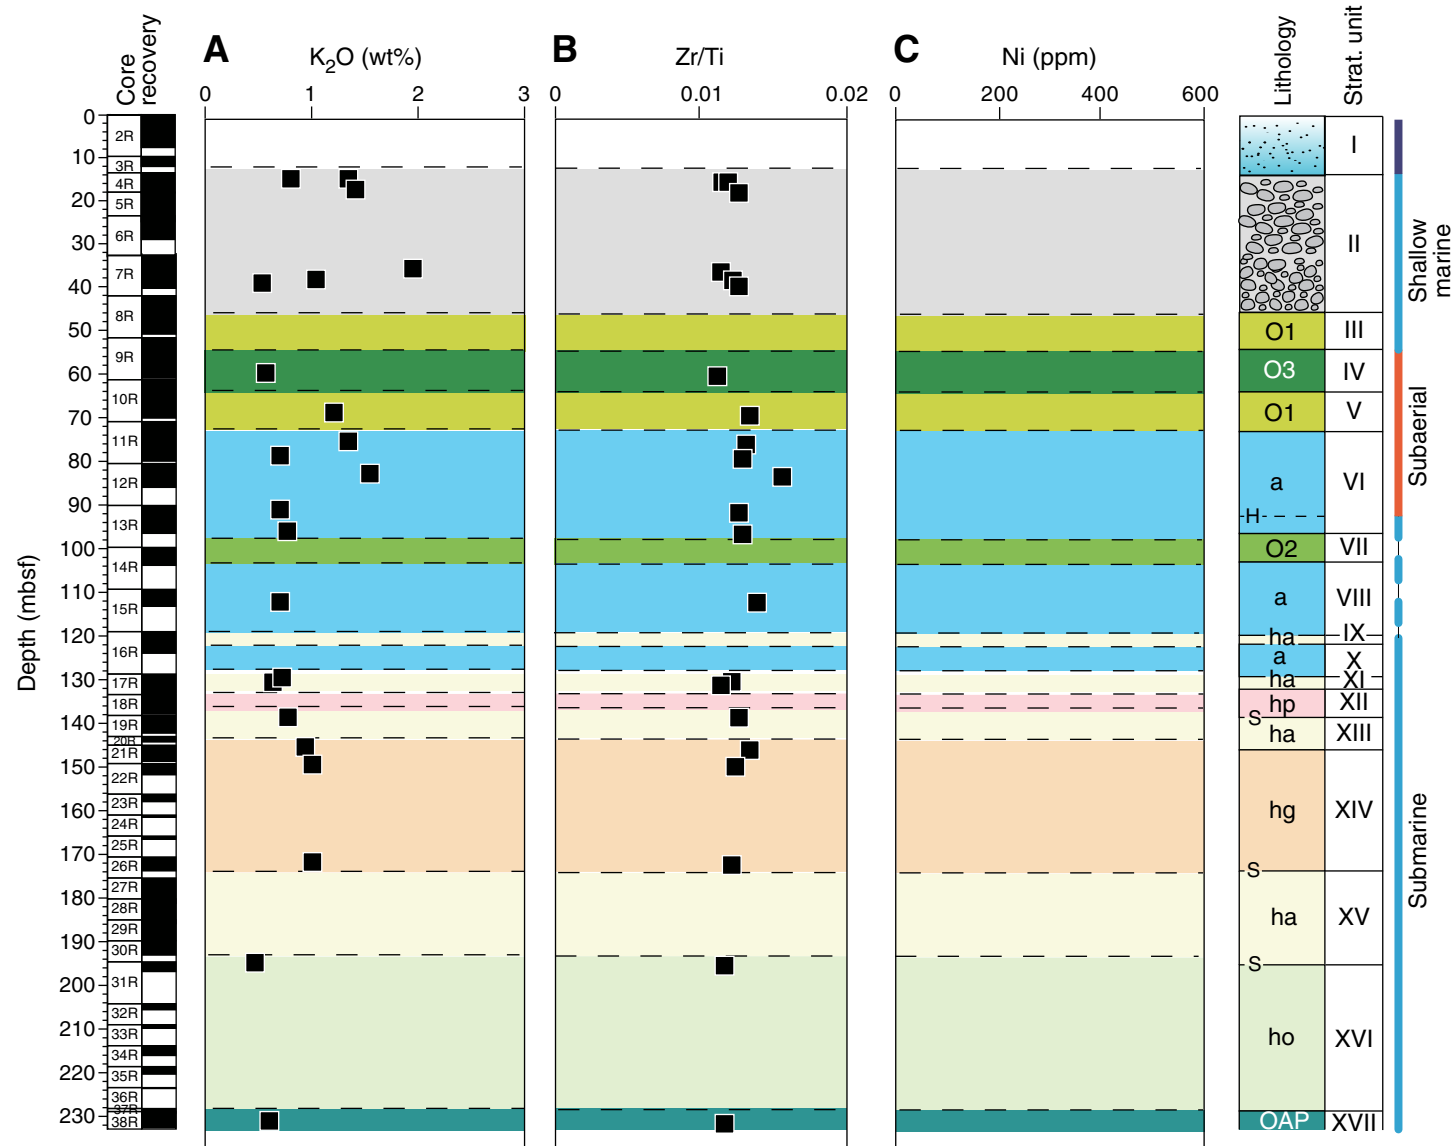 A
B
C
Core
recovery
K2O (wt%)
Zr/Ti
Ni (ppm)
Lithology
Strat. unit
0
1
2
3
0
0.01
0.02
0
200
400
600
Depth (mbsf)
0
10
20
30
40
50
60
70
80
90
100
110
120
130
140
150
160
170
180
190
200
210
220
230
2R
3R
4R
5R
6R
7R
8R
9R
10R
11R
12R
13R
14R
15R
16R
17R
18R
19R
20R
21R
22R
23R
24R
25R
26R
27R
28R
29R
30R
31R
32R
33R
34R
35R
36R
37R
38R
I
II
O1 III
O3 IV
O1 V
a VI
H
O2 VII
a VIII
ha IX
a X
ha XI
hp XII
S
ha XIII
hg XIV
S
ha XV
S
ho XVI
OAP XVII
Shallow
marine
Subaerial
Submarine